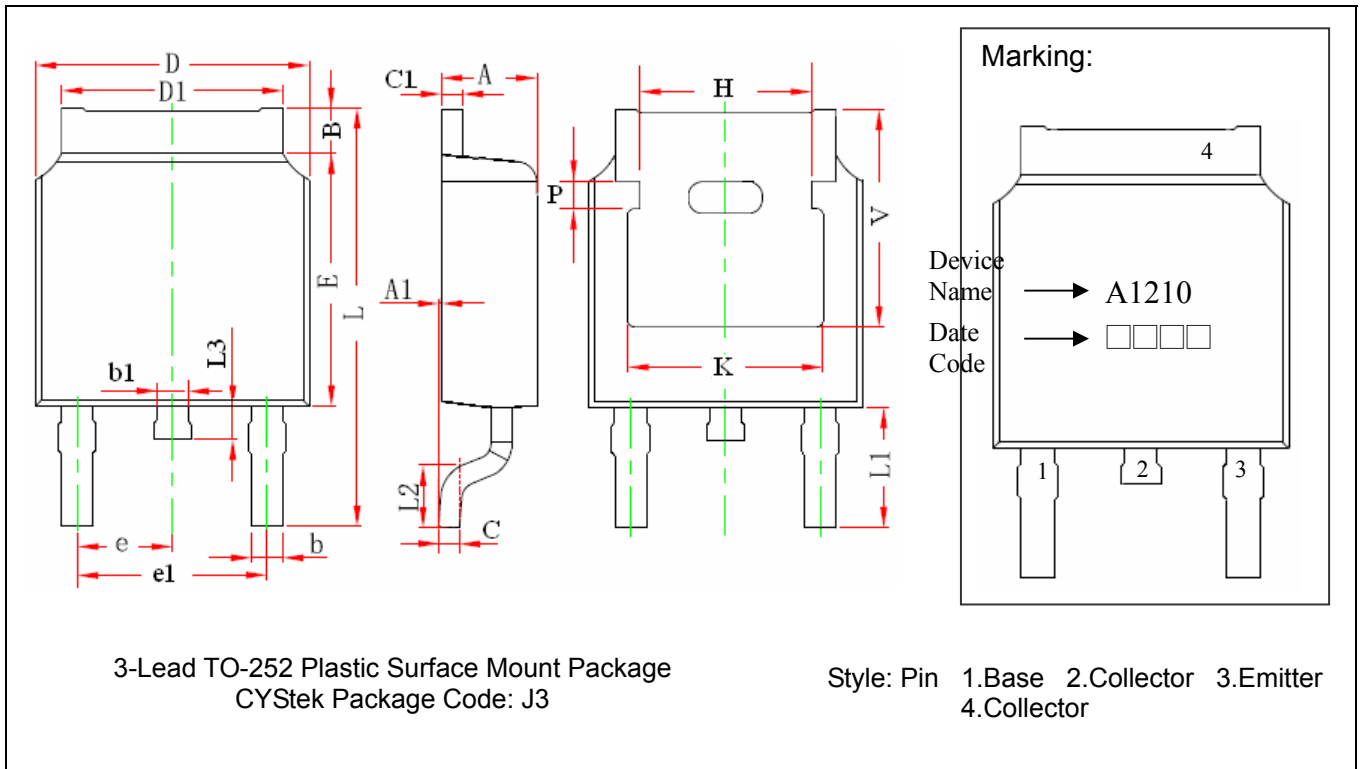 D
D1
B
E
L
L3
b1
e
e1
b
C1
A
A1
L2
C
H
P
V
K
L1
Marking:
4
Device
Name
A1210
Date
Code
□□□□
1
2
3
3-Lead TO-252 Plastic Surface Mount Package
CYStek Package Code: J3
Style: Pin 1.Base 2.Collector 3.Emitter
4.Collector